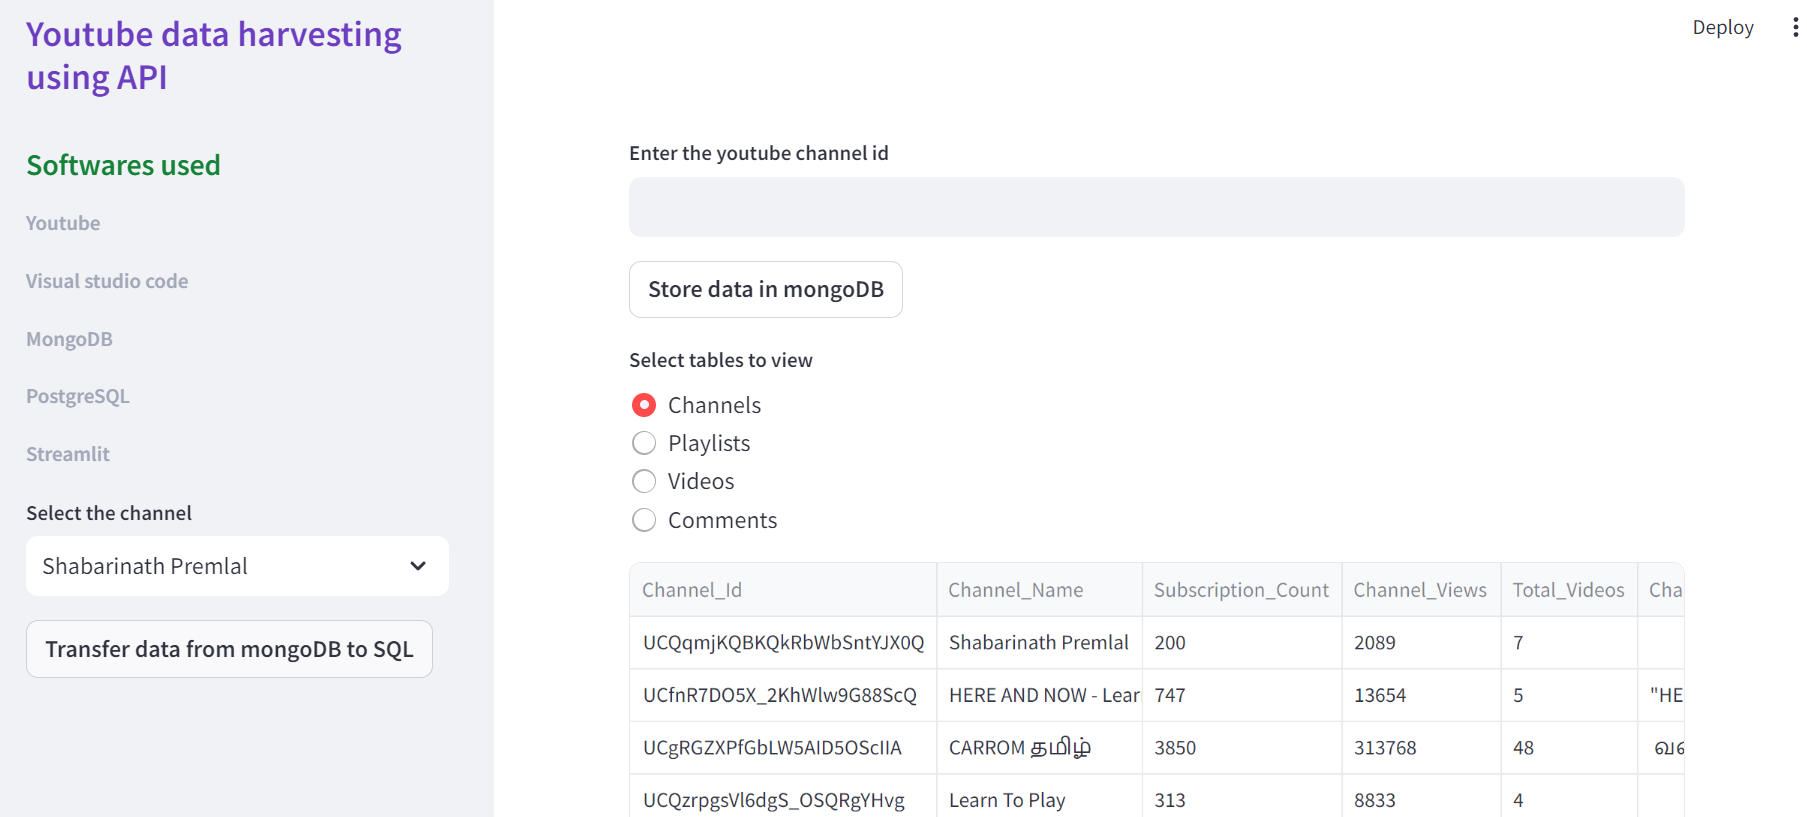 Youtube data harvesting
using API
Softwares used
Youtube
Visual studio code
MongoDB
PostgreSQL
Streamlit
Select the channel
Shabarinath Premlal
Transfer data from mongoDB to SQL
Deploy
Enter the youtube channel id
Store data in mongoDB
Select tables to view
Channels
Playlists
Videos
Comments
Channel_Id Channel_Name Subscription_Count Channel_Views Total_Videos Cha
UCQqmjKQBKQkRbWbSntYJX0Q Shabarinath Premlal 200 2089 7
UCfnR7DO5X_2KhWlw9G88ScQ HERE AND NOW - Lear 747 13654 5 "HE
UCgRGZXPfGbLW5AID5OScIIA CARROM தமிழ் 3850 313768 48
UCQzrpgsVl6dgS_OSQRgYHvg Learn To Play 313 8833 4